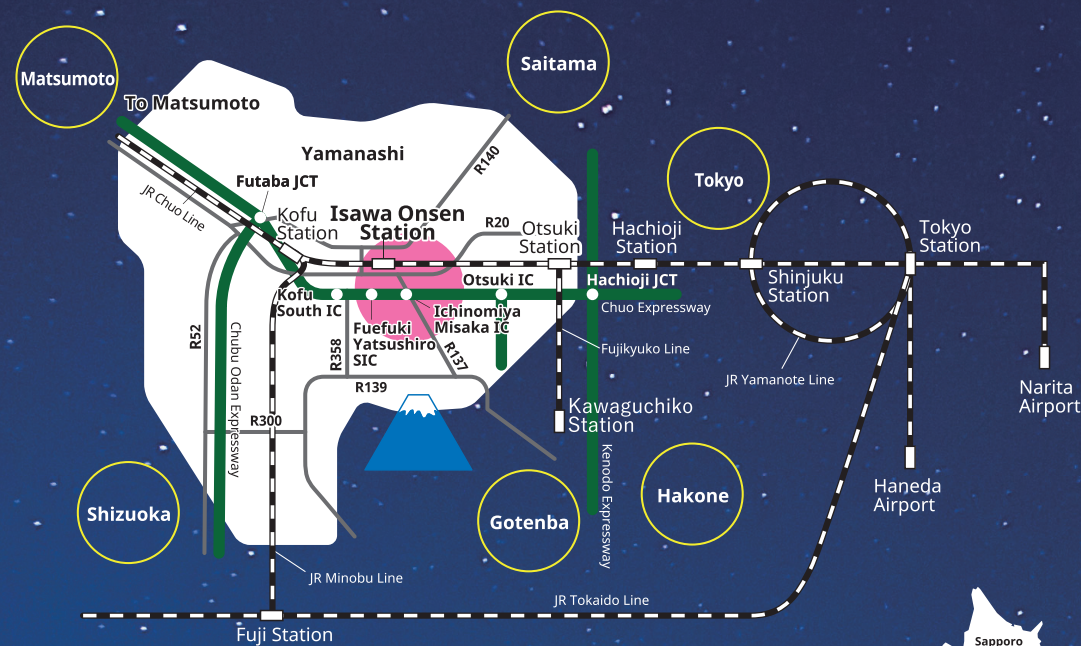 Saitama
Matsumoto
To Matsumoto
Yamanashi
R140
Tokyo
Futaba JCT
JR Chuo Line
Kofu
Station
Isawa Onsen
Station
R20
Otsuki
Station
Hachioji
Station
Tokyo
Station
Shinjuku
Station
Otsuki IC
Hachioji JCT
Chuo Expressway
Kofu
South IC
Ichinomiya
Misaka IC
Fuefuki
Yatsushiro
SIC
R52
Chubu Odan Expressway
R358
R137
Fujikyuko Line
R139
JR Yamanote Line
Narita
Airport
Kawaguchiko
Station
R300
Kenodo Expressway
Haneda
Airport
Hakone
Shizuoka
Gotenba
JR Minobu Line
JR Tokaido Line
Fuji Station
Sapporo